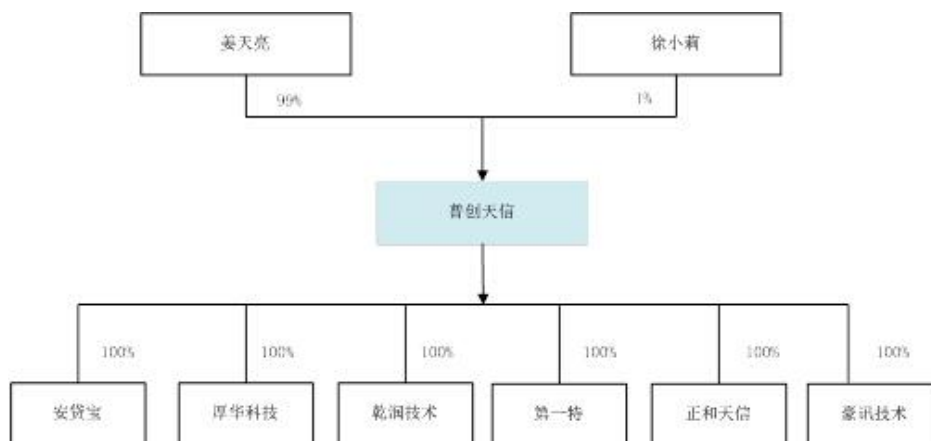 姜天亮
徐小莉
99%
1%
普创天信
100%
100%
100%
100%
100%
100%
安贷宝
厚华科技
乾润技术
第一特
正和天信
豪讯技术